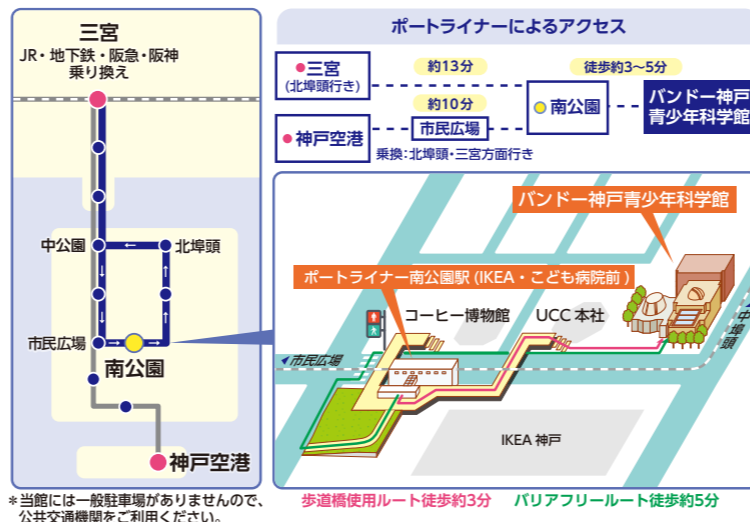 三宮
JR・地下鉄・阪急・阪神
乗り換え
中公園
北埠頭
市民広場
南公園
神戸空港
＊当館には一般駐車場がありませんので、
公共交通機関をご利用ください。
ポートライナーによるアクセス
三宮
(北埠頭行き)
約13分
徒歩約3〜5分
南公園
バンドー神戸
青少年科学館
神戸空港
約10分
市民広場
乗換:北埠頭・三宮方面行き
バンドー神戸青少年科学館
ポートライナー南公園駅(IKEA・こども病院前)
コーヒー博物館
UCC本社
中埠頭
市民広場
IKEA 神戸
歩道橋使用ルート徒歩約3分
バリアフリールート徒歩約5分